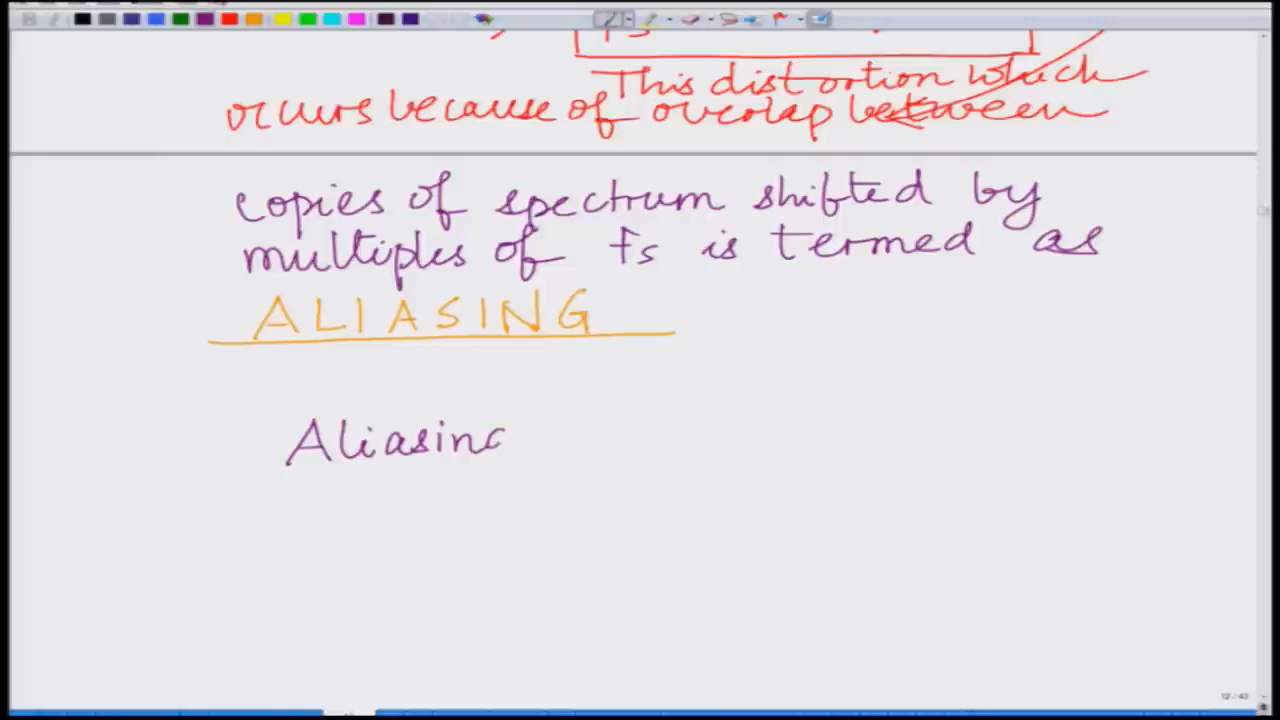 This distortion which
occurs because of overlap between
copies of spectrum shifted by
multiples of fs is termed as
ALIASING
Aliasinc